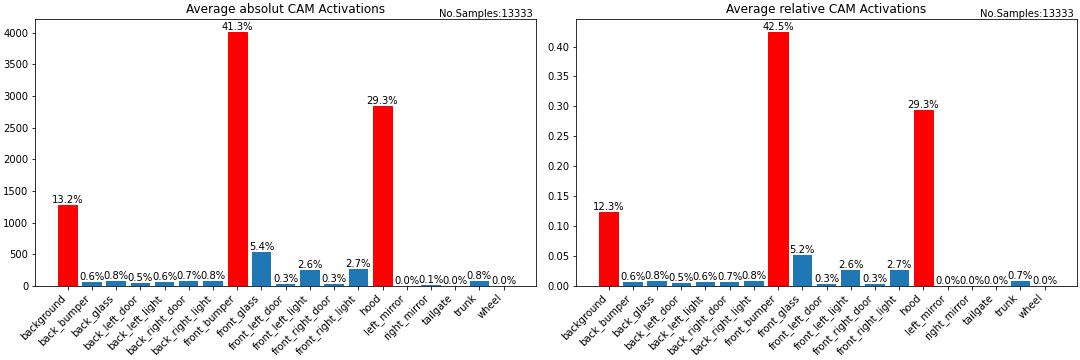 Average absolut CAM Activations
No.Samples:13333
4000
3500
3000
2500
2000
1500
1000
500
0
13.2%
0.6%
0.8%
0.5%
0.6%
0.7%
0.8%
41.3%
5.4%
0.3%
2.6%
0.3%
2.7%
29.3%
0.0%
0.1%
0.0%
0.8%
0.0%
background
back_bumper
back_glass
back_left_door
back_left_light
back_right_door
back_right_light
front_bumper
front_glass
front_left_door
front_left_light
front_right_door
front_right_light
hood
left_mirror
right_mirror
tailgate
trunk
wheel
Average relative CAM Activations
No.Samples:13333
0.40
0.35
0.30
0.25
0.20
0.15
0.10
0.05
0.00
12.3%
0.6%
0.8%
0.5%
0.6%
0.7%
0.8%
42.5%
5.2%
0.3%
2.6%
0.3%
2.7%
29.3%
0.0%
0.0%
0.0%
0.7%
0.0%
background
back_bumper
back_glass
back_left_door
back_left_light
back_right_door
back_right_light
front_bumper
front_glass
front_left_door
front_left_light
front_right_door
front_right_light
hood
left_mirror
right_mirror
tailgate
trunk
wheel